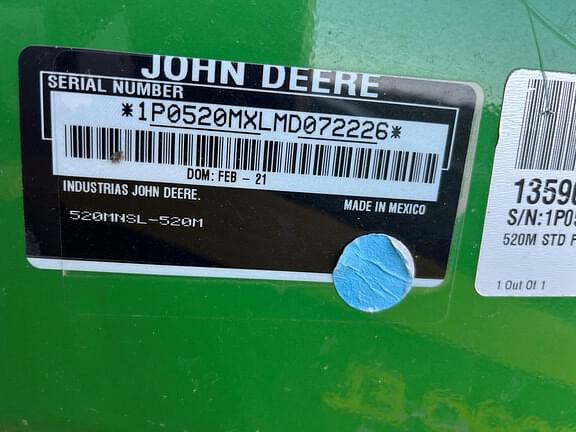 JOHN DEERE
SERIAL NUMBER
*1P0520MXLMD072226*
DOM: FEB - 21
INDUSTRIAS JOHN DEERE.
MADE IN MEXICO
520MNSL-520M
1359
S/N:1P05
520M STD F
1 Out Of 1